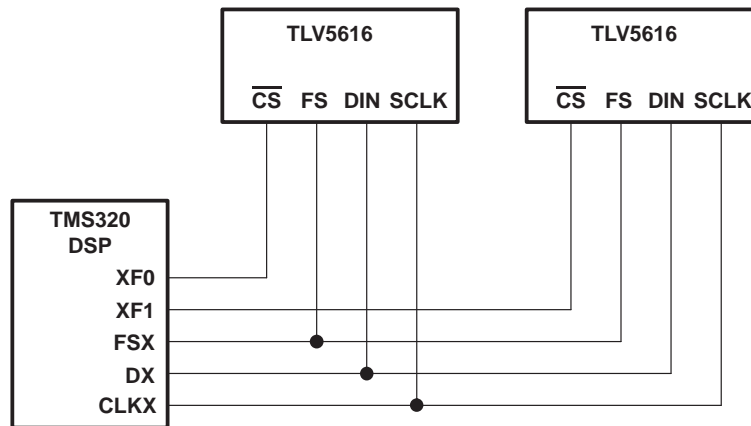 TLV5616
CS FS DIN SCLK
TLV5616
CS FS DIN SCLK
TMS320
DSP
XF0
XF1
FSX
DX
CLKX